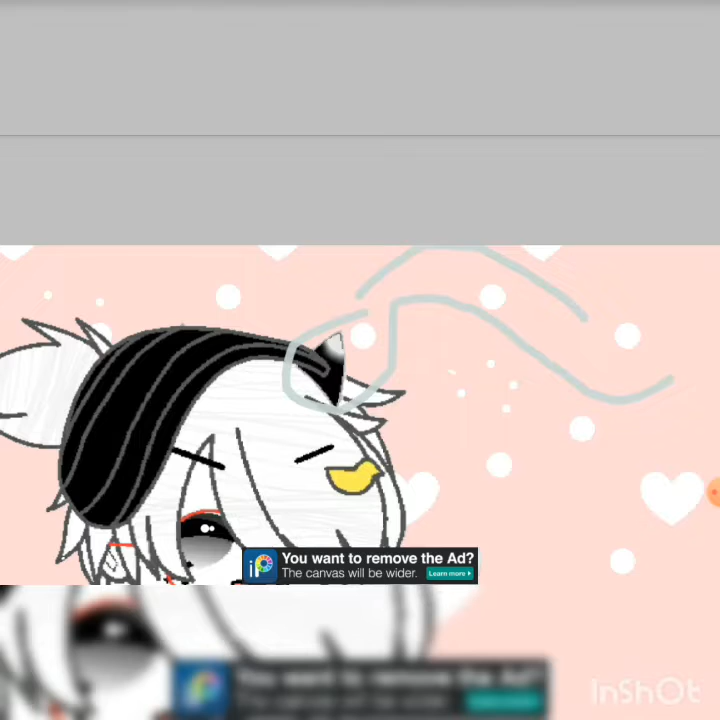 You want to remove the Ad?
The canvas will be wider.
Learn more
InShOt